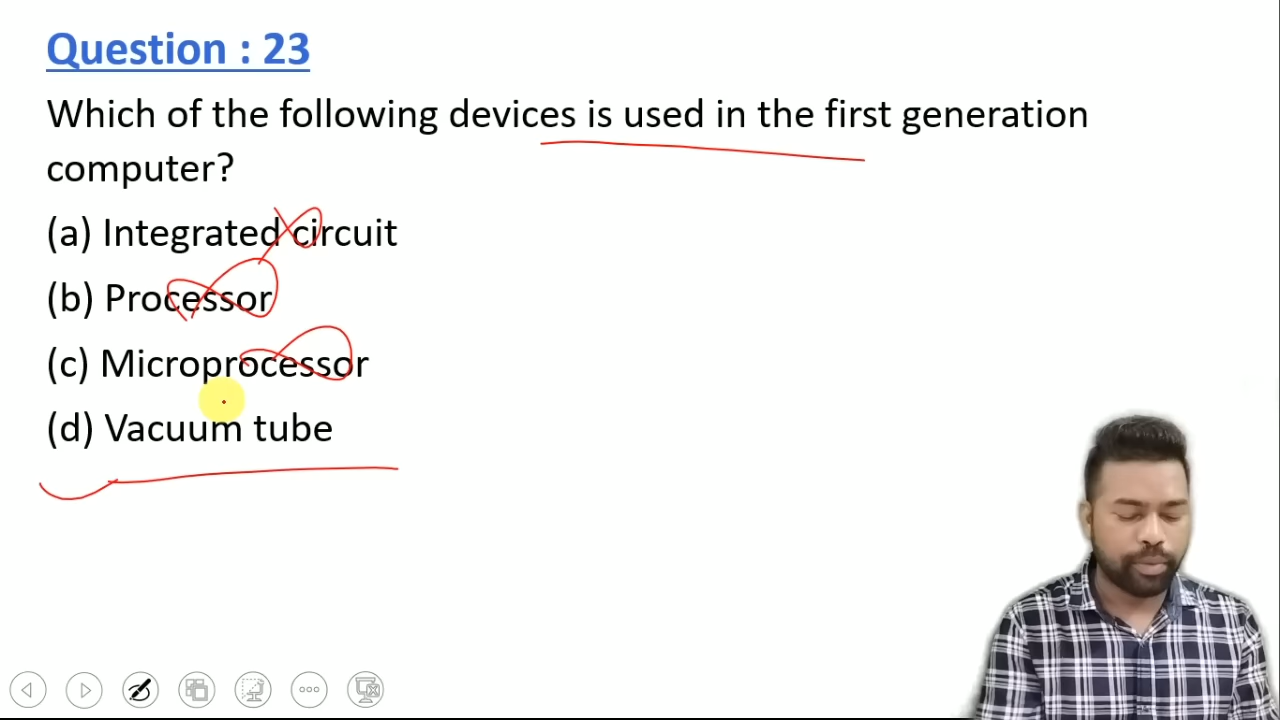 Question : 23
Which of the following devices is used in the first generation
computer?
(a) Integrated circuit
(b) Processor
(c) Microprocessor
(d) Vacuum tube